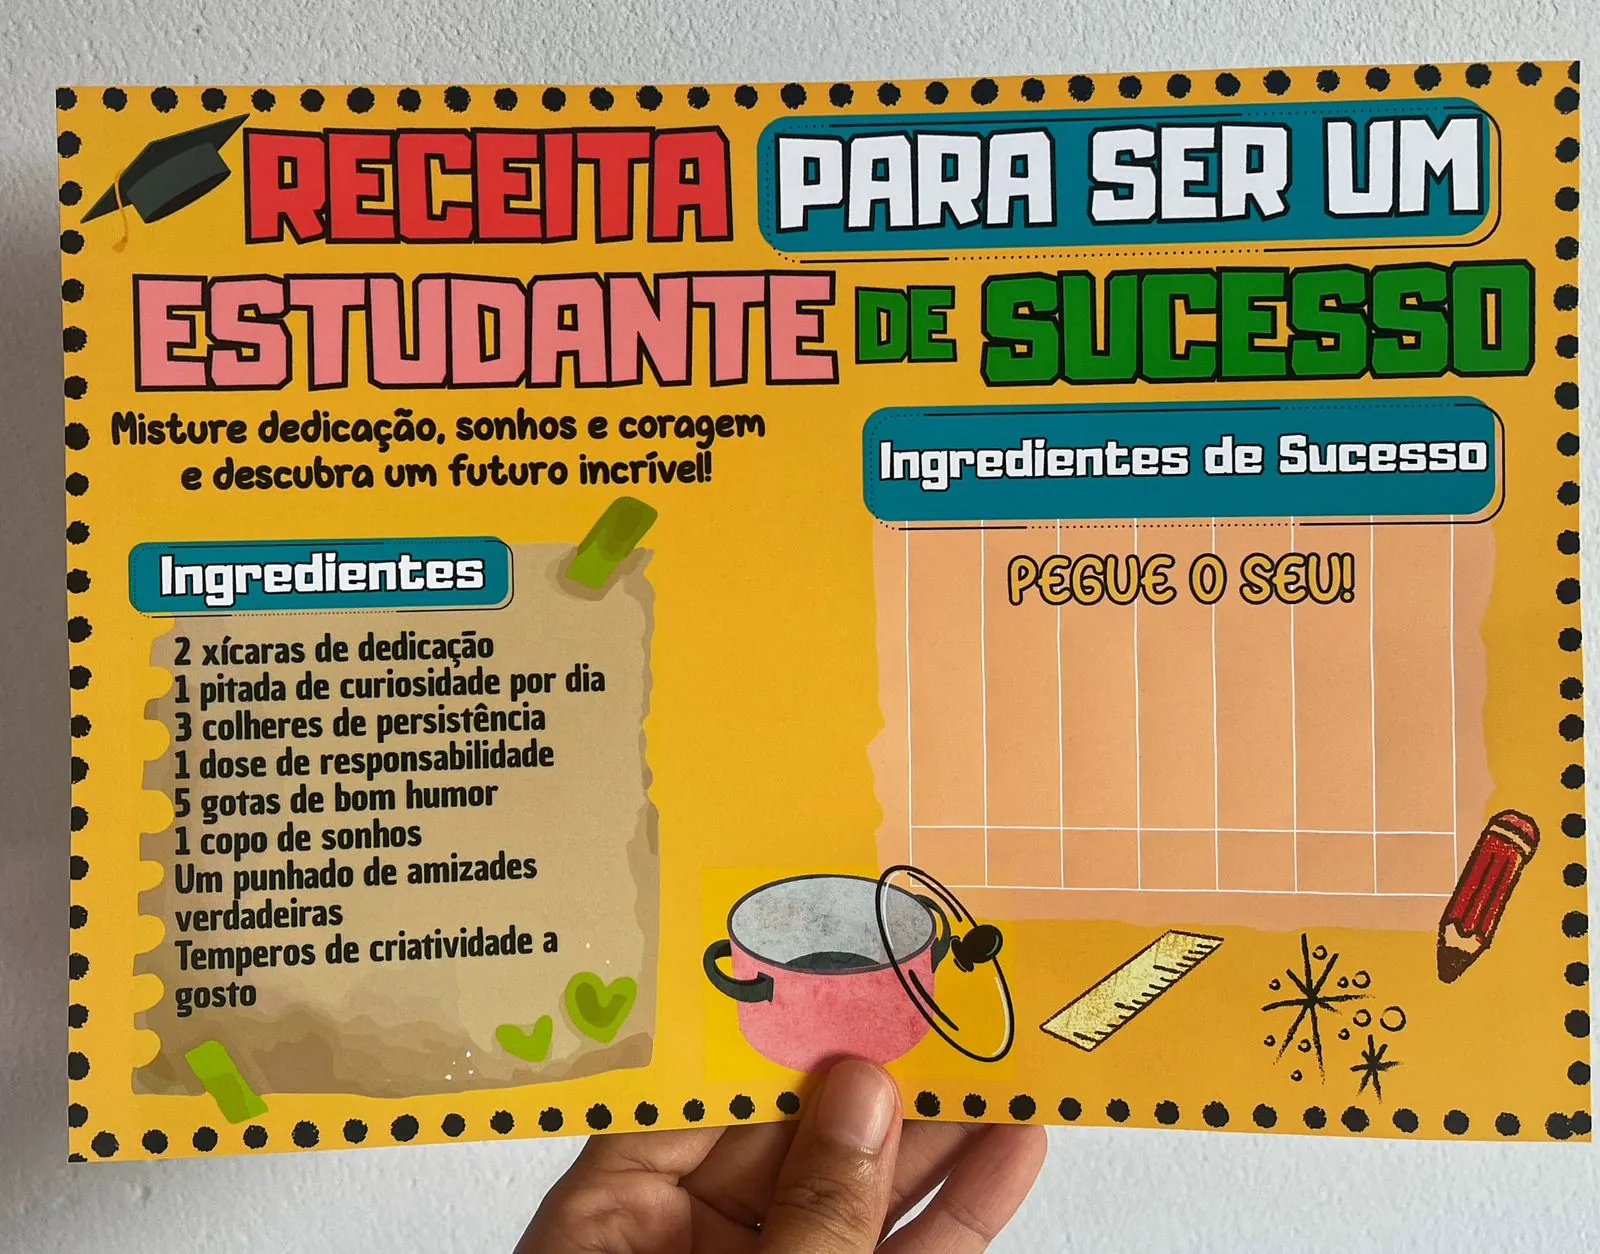 RECEITA PARA SER UM
ESTUDANTE DE SUCESSO
Misture dedicação, sonhos e coragem
e descubra um futuro incrível!
Ingredientes
2 xícaras de dedicação
1 pitada de curiosidade por dia
3 colheres de persistência
1 dose de responsabilidade
5 gotas de bom humor
1 copo de sonhos
Um punhado de amizades
verdadeiras
Temperos de criatividade a
gosto
Ingredientes de Sucesso
PEGUE O SEU!